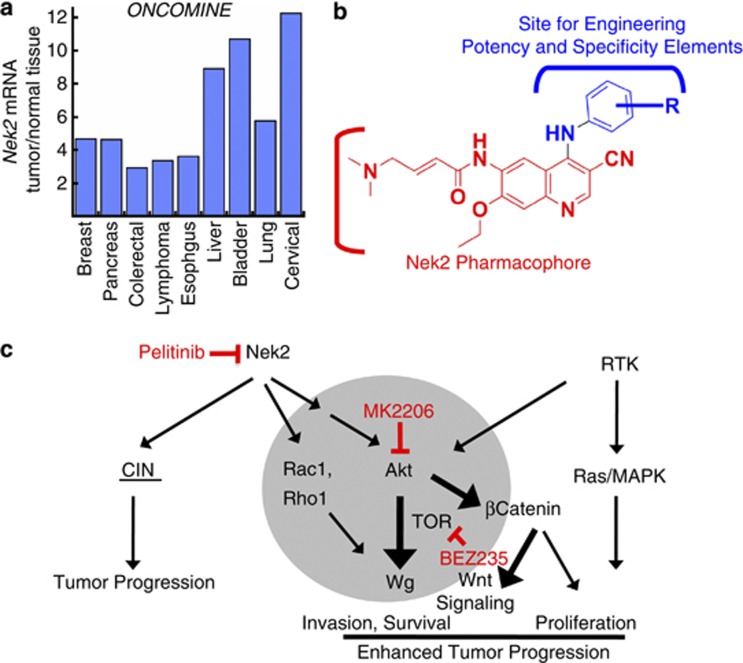 a
ONCOMINE
Nek2 mRNA
tumor/normal tissue
12
10
8
6
4
2
Breast
Pancreas
Colerectal
Lymphoma
Esophgus
Liver
Bladder
Lung
Cervical
b
Site for Engineering
Potency and Specificity Elements
R
HN
H
N
CN
N
O
O
N
Nek2 Pharmacophore
c
Pelitinib
Nek2
RTK
MK2206
CIN
Rac1,
Rho1
Akt
Ras/MAPK
TOR
βCatenin
BEZ235
Tumor Progression
Wg
Wnt
Signaling
Invasion, Survival
Proliferation
Enhanced Tumor Progression